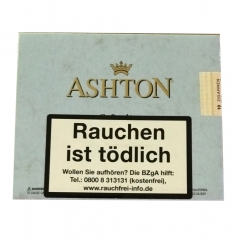 ASHTON
Rauchen
ist tödlich
Wollen Sie aufhören? Die BZgA hilft:
Tel.: 0800 8 313131 (kostenfrei),
www.rauchfrei-info.de